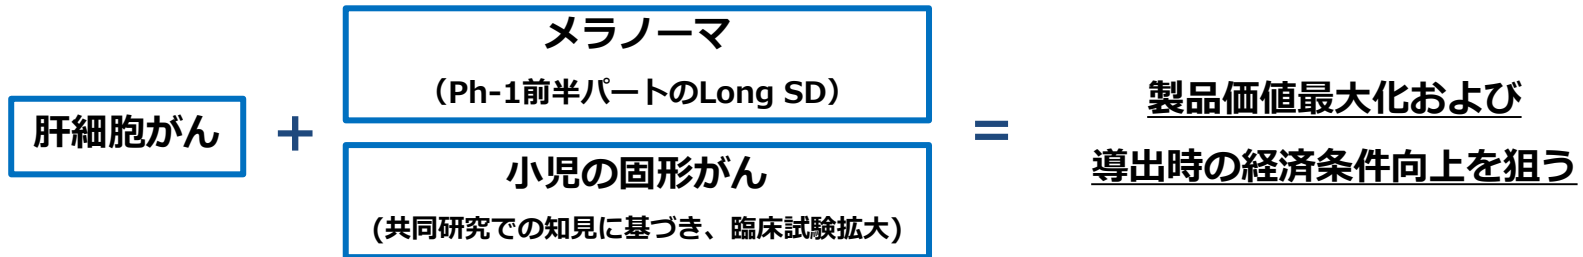 肝細胞がん
+
メラノーマ
（Ph-1前半パートのLong SD）
小児の固形がん
(共同研究での知見に基づき、臨床試験拡大)
=
製品価値最大化および
導出時の経済条件向上を狙う